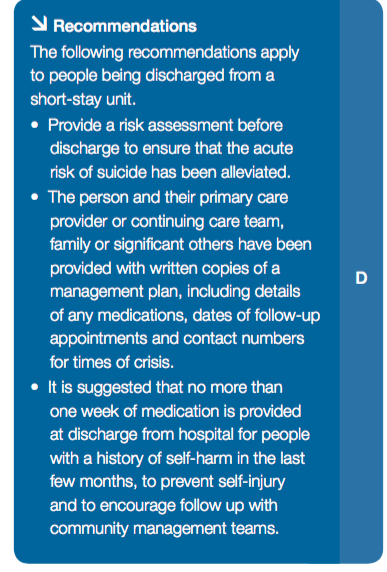 Recommendations
The following recommendations apply
to people being discharged from a
short-stay unit.
• Provide a risk assessment before
discharge to ensure that the acute
risk of suicide has been alleviated.
• The person and their primary care
provider or continuing care team,
family or significant others have been
provided with written copies of a
management plan, including details
of any medications, dates of follow-up
appointments and contact numbers
for times of crisis.
• It is suggested that no more than
one week of medication is provided
at discharge from hospital for people
with a history of self-harm in the last
few months, to prevent self-injury
and to encourage follow up with
community management teams.
D